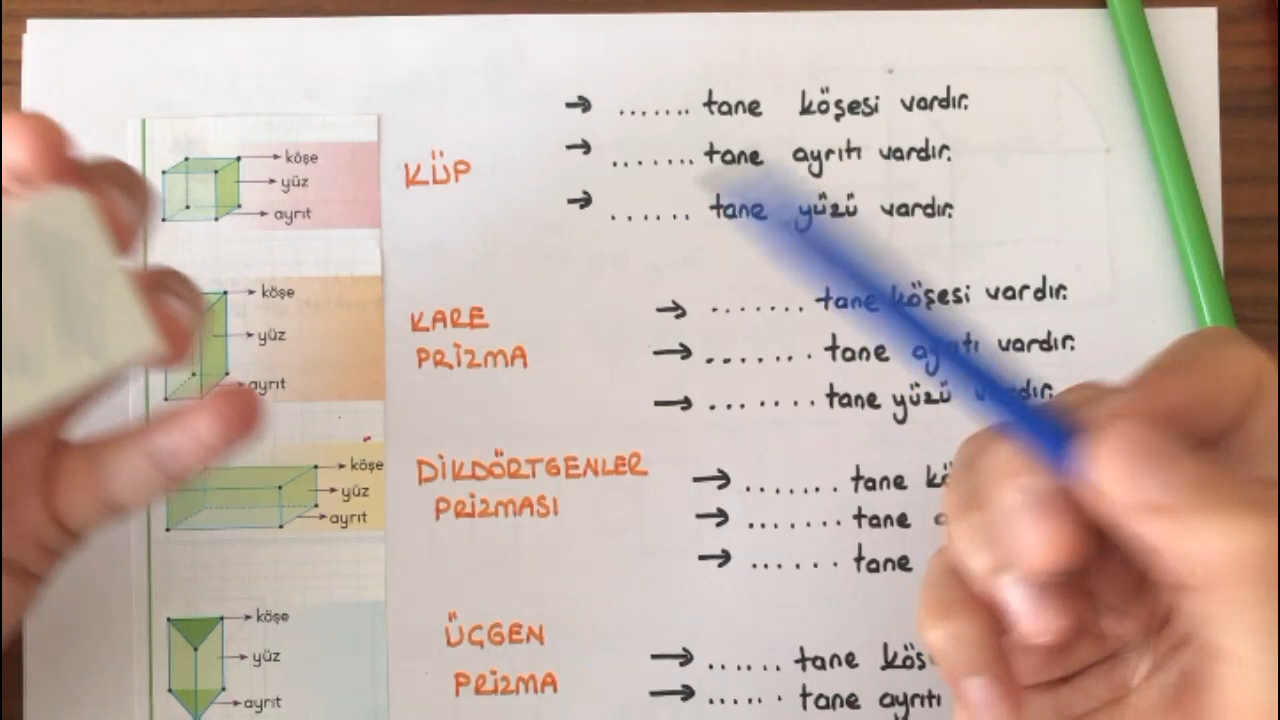 köşe
yüz
ayrıt
KÜP
→ ....... tane köşesi vardır.
→ ....... tane ayrıtı vardır.
→ ...... tane yüzü vardır.
köşe
yüz
ayrıt
KARE
PRİZMA
→ ....... tane köşesi vardır.
→ ....... tane ayrıtı vardır.
→ ....... tane yüzü vardır.
köşe
yüz
ayrıt
DİKDÖRTGENLER
PRİZMASI
→ ....... tane
→ ....... tane
→ ...... tane
köşe
yüz
ayrıt
ÜÇGEN
PRİZMA
→ ...... tane
→ ...... tane ayrıtı